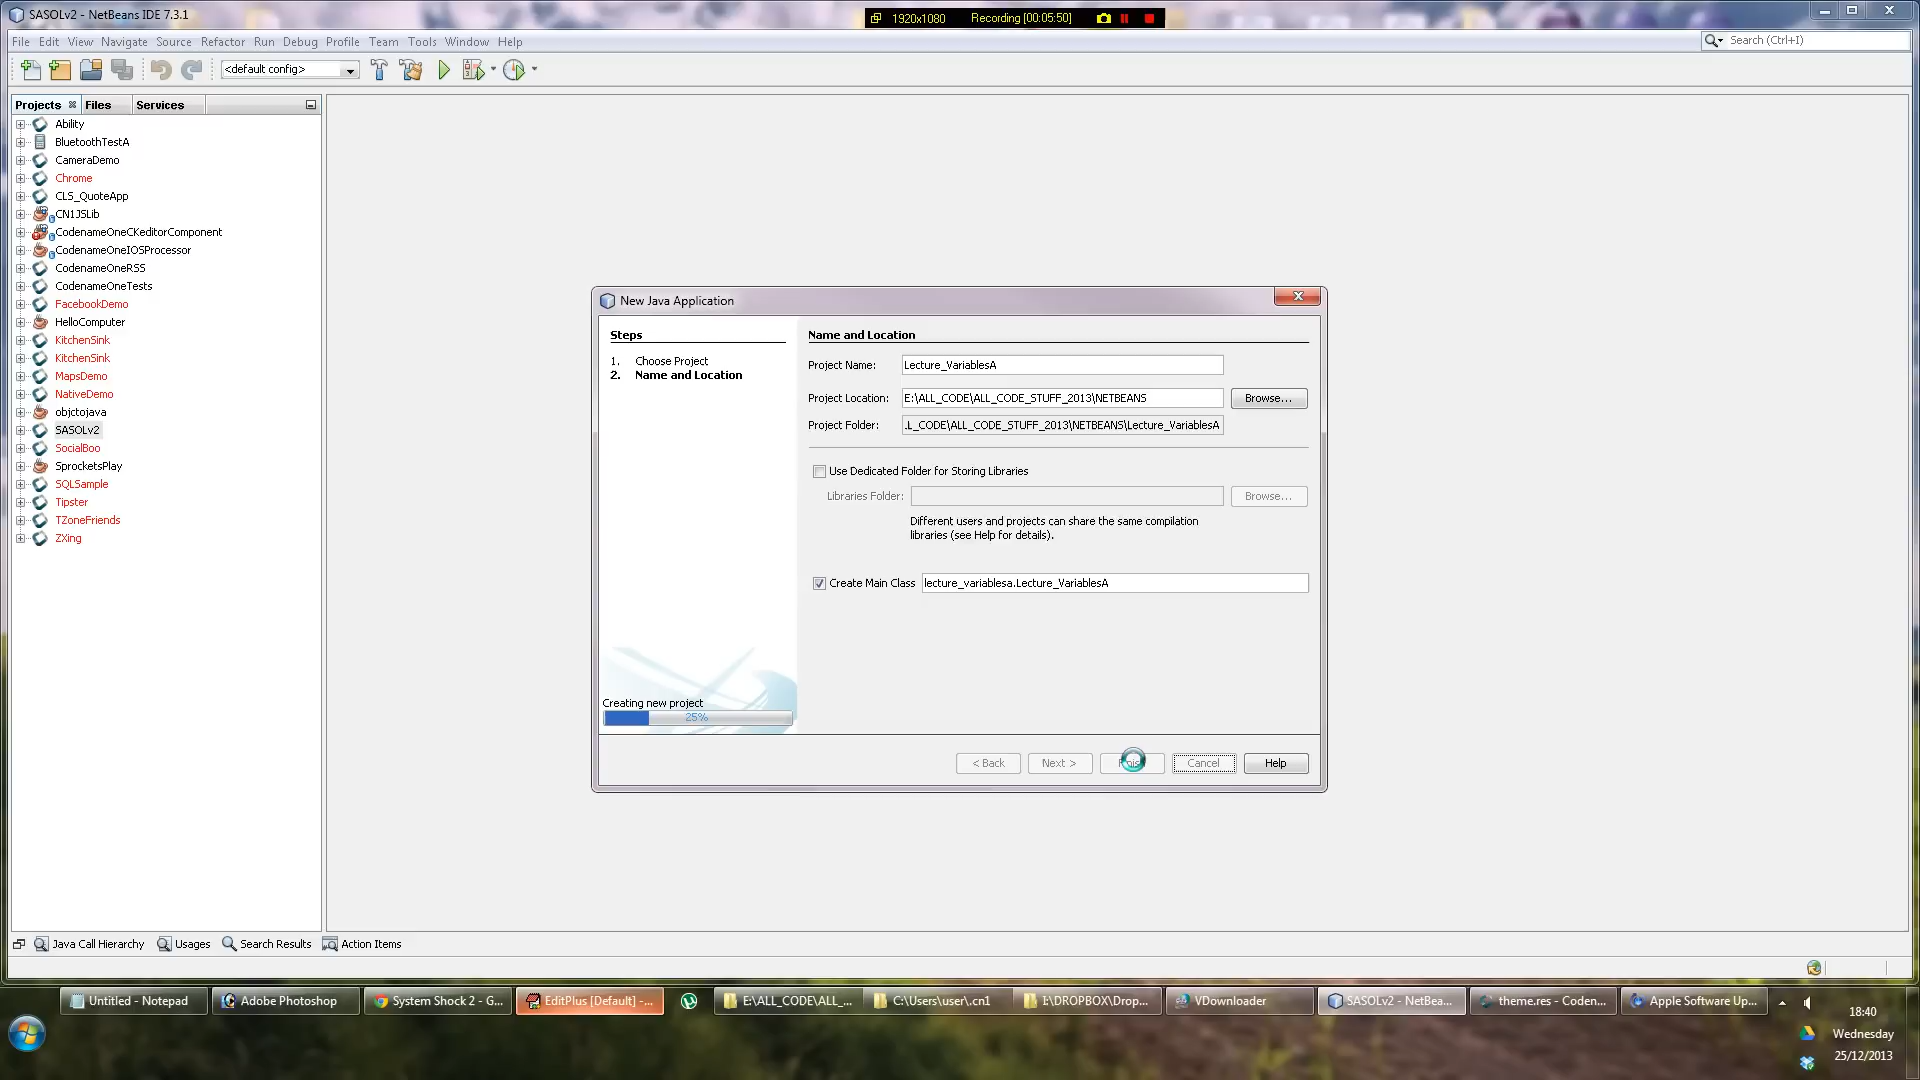 SASOLv2 - NetBeans IDE 7.3.1
1920x1080 Recording [00:05:50]
File Edit View Navigate Source Refactor Run Debug Profile Team Tools Window Help
Search (Ctrl+I)
<default config>
Projects Files Services
Ability
BluetoothTestA
CameraDemo
Chrome
CLS_QuoteApp
CN1JSLib
CodenameOneCKeditorComponent
CodenameOneIOSProcessor
CodenameOneRSS
CodenameOneTests
FacebookDemo
HelloComputer
KitchenSink
KitchenSink
MapsDemo
NativeDemo
objctojava
SASOLv2
SocialBoo
SprocketsPlay
SQLSample
Tipster
TZoneFriends
ZXing
New Java Application
Steps
1. Choose Project
2. Name and Location
Creating new project
25%
Name and Location
Project Name: Lecture_VariablesA
Project Location: E:\ALL_CODE\ALL_CODE_STUFF_2013\NETBEANS Browse...
Project Folder: .L_CODE\ALL_CODE_STUFF_2013\NETBEANS\Lecture_VariablesA
Use Dedicated Folder for Storing Libraries
Libraries Folder: Browse...
Different users and projects can share the same compilation
libraries (see Help for details).
Create Main Class lecture_variablesa.Lecture_VariablesA
< Back Next > Cancel Help
Java Call Hierarchy Usages Search Results Action Items
Untitled - Notepad Adobe Photoshop System Shock 2 - G... EditPlus [Default] -... E:\ALL_CODE\ALL_... C:\Users\user\.cn1 I:\DROPBOX\Drop... VDownloader SASOLv2 - NetBea... theme.res - Coden... Apple Software Up...
18:40
Wednesday
25/12/2013